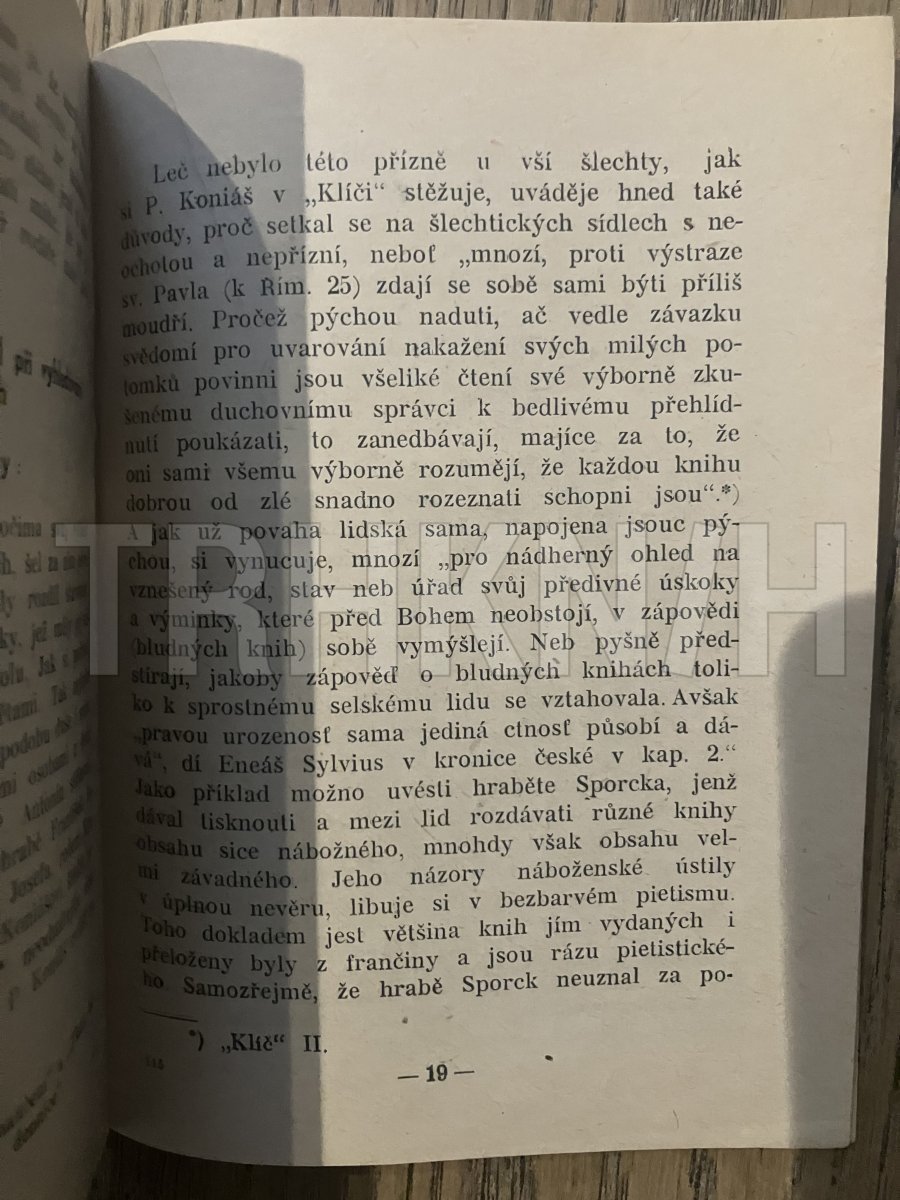 Leč nebylo této přízně u vší šlechty, jak
si P. Koniáš v „Klíči“ stěžuje, uváděje hned také
důvody, proč setkal se na šlechtických sídlech s ne-
ochotou a nepřízní, neboť „mnozí, proti výstraze
sv. Pavla (k Řím. 25) zdají se sobě sami býti příliš
moudří. Pročež pýchou naduti, ač vedle závazku
svědomí pro uvarování nakažení svých milých po-
tomků povinni jsou všeliké čtení své výborně zku-
šenému duchovnímu správci k bedlivému přehlíd-
nutí poukázati, to zanedbávají, majíce za to, že
oni sami všemu výborně rozumějí, že každou knihu
dobrou od zlé snadno rozeznati schopni jsou“.*)
A jak už povaha lidská sama, napojena jsouc pý-
chou, si vynucuje, mnozí „pro nádherný ohled na
vznešený rod, stav neb úřad svůj předivné úskoky
a výminky, které před Bohem neobstojí, v zápovědi
(bludných knih) sobě vymýšlejí. Neb pyšně před-
stírají, jakoby zápověď o bludných knihách toli-
ko k sprostnému selskému lidu se vztahovala. Avšak
„pravou urozenosť sama jediná ctnosť působí a dá-
vá“, dí Eneáš Sylvius v kronice české v kap. 2.“
Jako příklad možno uvésti hraběte Sporcka, jenž
dával tisknouti a mezi lid rozdávati různé knihy
obsahu sice nábožného, mnohdy však obsahu vel-
mi závadného. Jeho názory náboženské ústily
v úplnou nevěru, libuje si v bezbarvém pietismu.
Toho dokladem jest většina knih jím vydaných i
přeloženy byly z frančiny a jsou rázu pietistické-
ho Samozřejmě, že hrabě Sporck neuznal za po-
*) „Klíč“ II.
— 19 —
TRHKNIH